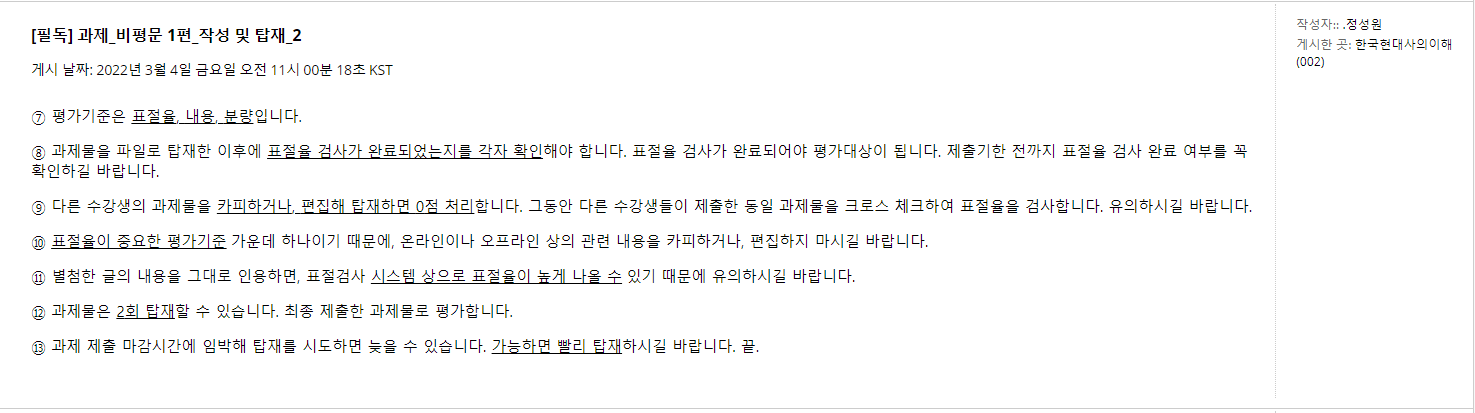 [필독] 과제_비평문 1편_작성 및 탑재_2
게시 날짜: 2022년 3월 4일 금요일 오전 11시 00분 18초 KST
⑦ 평가기준은 표절율, 내용, 분량입니다.
⑧ 과제물을 파일로 탑재한 이후에 표절율 검사가 완료되었는지를 각자 확인해야 합니다. 표절율 검사가 완료되어야 평가대상이 됩니다. 제출기한 전까지 표절율 검사 완료 여부를 꼭
확인하길 바랍니다.
⑨ 다른 수강생의 과제물을 카피하거나, 편집해 탑재하면 0점 처리합니다. 그동안 다른 수강생들이 제출한 동일 과제물을 크로스 체크하여 표절율을 검사합니다. 유의하시길 바랍니다.
⑩ 표절율이 중요한 평가기준 가운데 하나이기 때문에, 온라인이나 오프라인 상의 관련 내용을 카피하거나, 편집하지 마시길 바랍니다.
⑪ 별첨한 글의 내용을 그대로 인용하면, 표절검사 시스템 상으로 표절율이 높게 나올 수 있기 때문에 유의하시길 바랍니다.
⑫ 과제물은 2회 탑재할 수 있습니다. 최종 제출한 과제물로 평가합니다.
⑬ 과제 제출 마감시간에 임박해 탑재를 시도하면 늦을 수 있습니다. 가능하면 빨리 탑재하시길 바랍니다. 끝.
작성자:: .정성원
게시한 곳: 한국현대사의이해
(002)